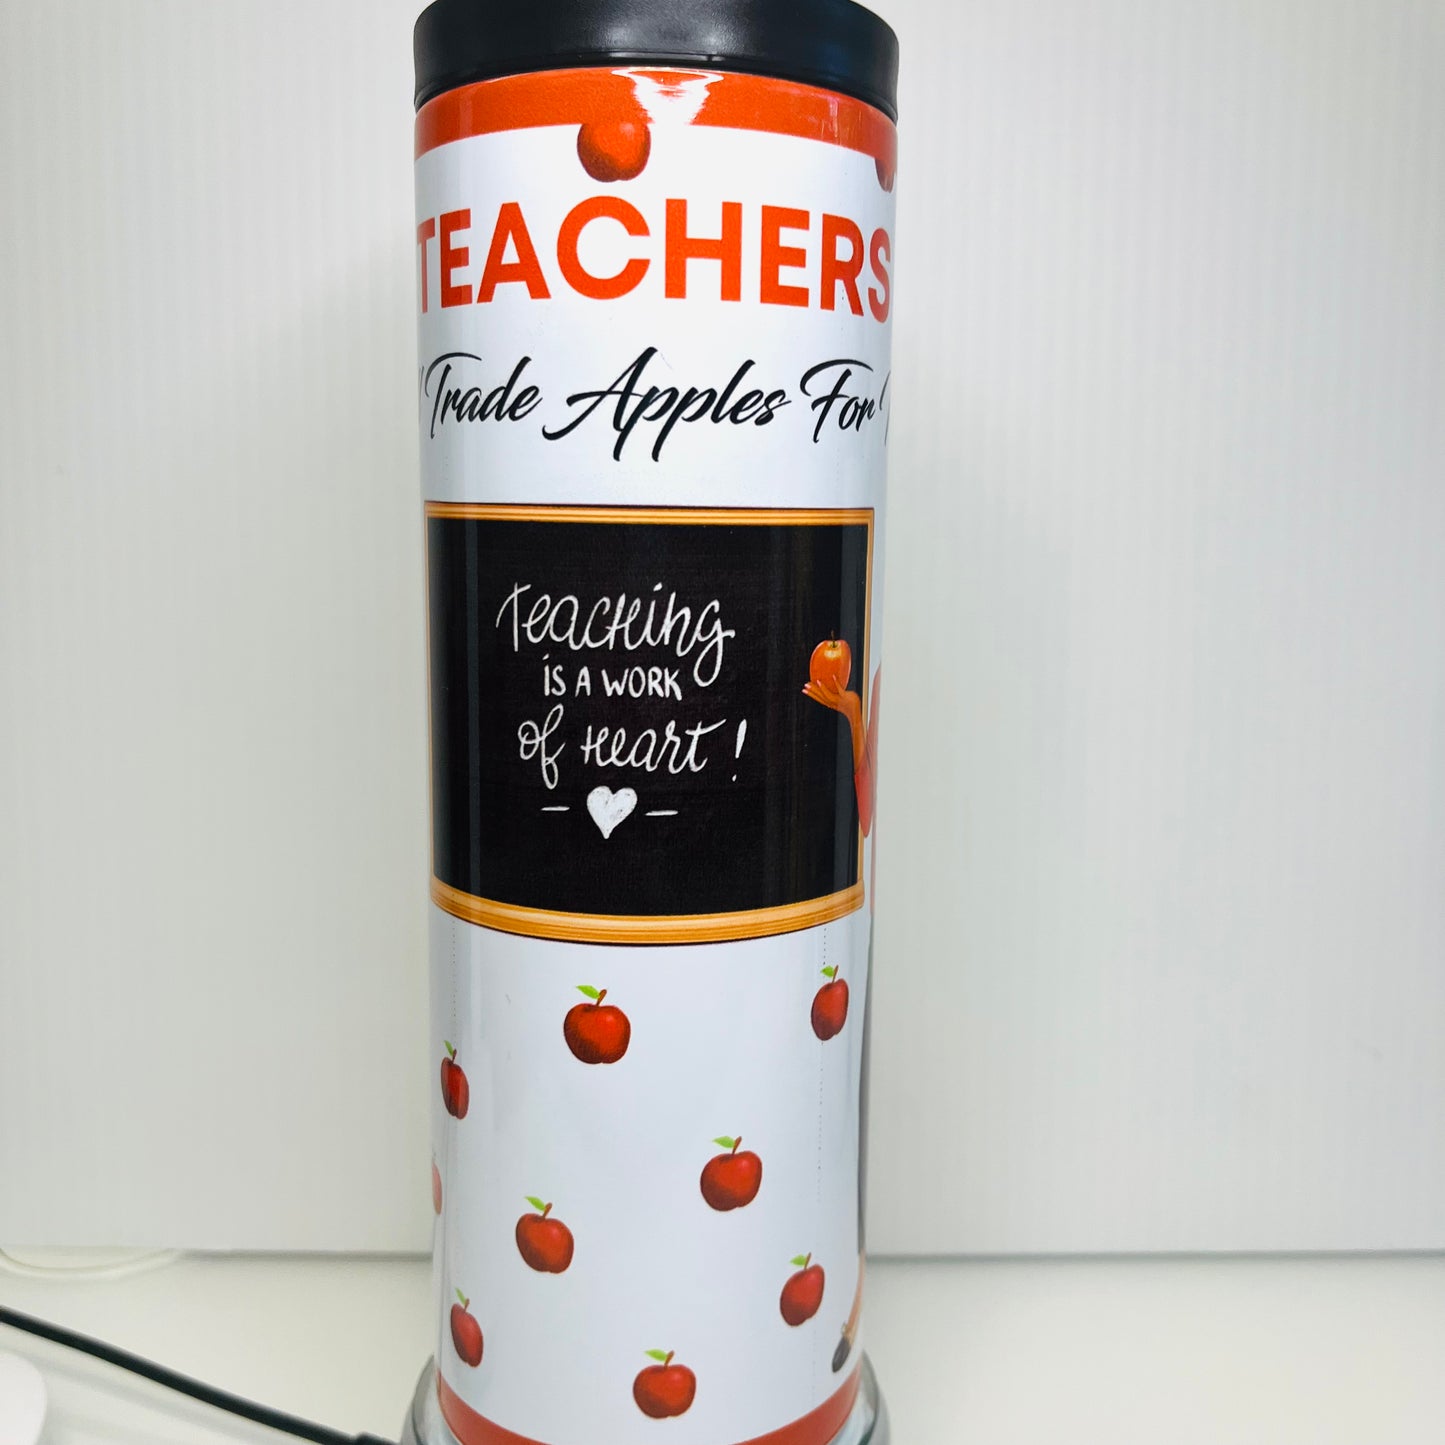 TEACHERS
Trade Apples For
Teaching
is a work
of Heart!